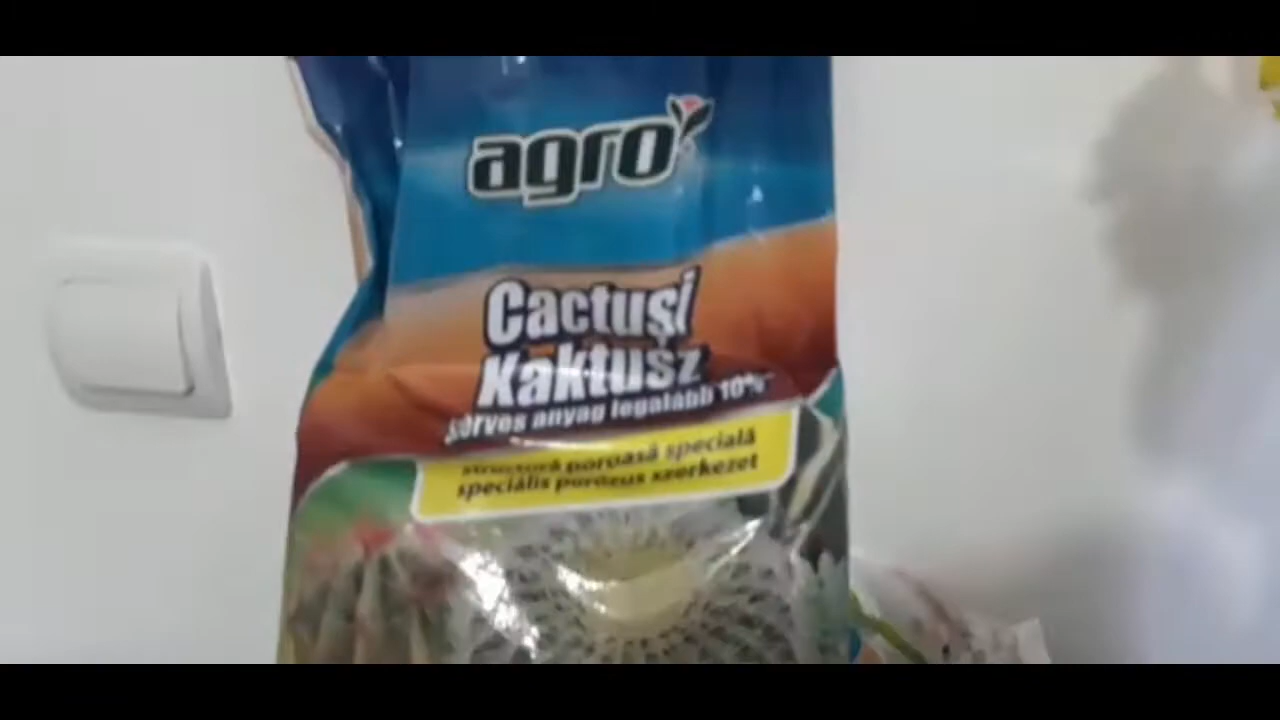 agro
Cactuși
Kaktusz
szerves anyag legalább 10%
structură poroasă specială
speciális porózus szerkezet